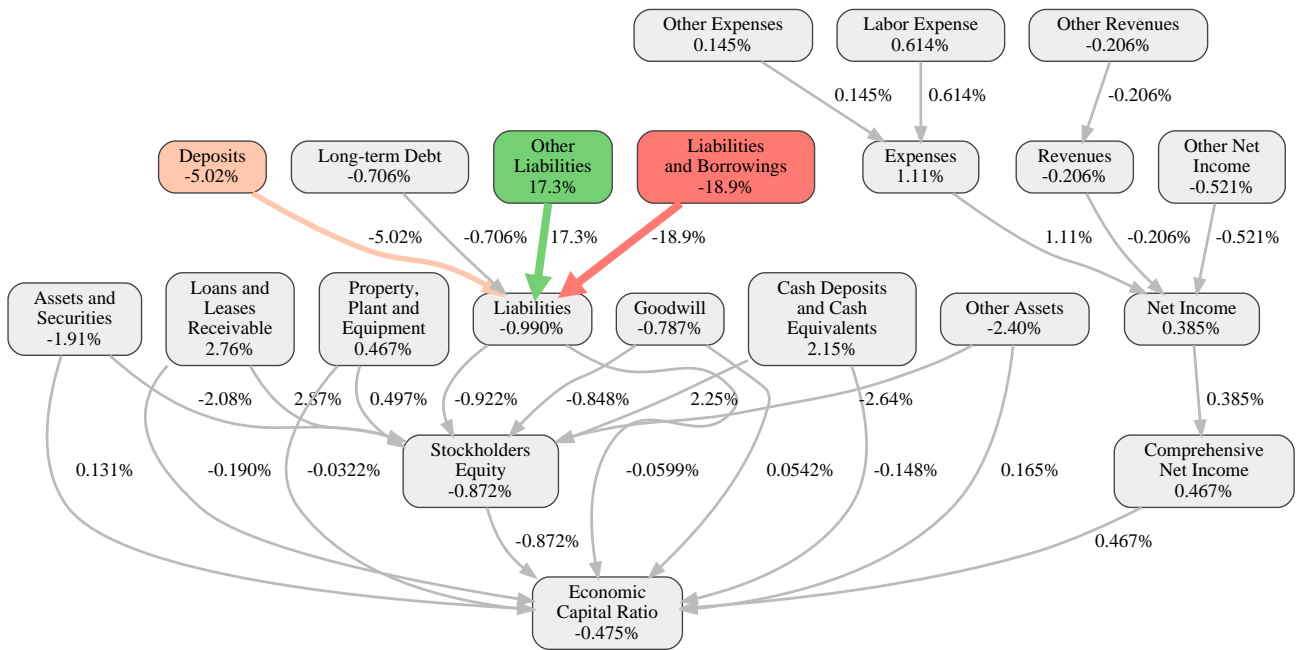 Other Expenses
0.145%
Labor Expense
0.614%
Other Revenues
-0.206%
0.145%
0.614%
-0.206%
Deposits
-5.02%
Long-term Debt
-0.706%
Other
Liabilities
17.3%
Liabilities
and Borrowings
-18.9%
Expenses
1.11%
Revenues
-0.206%
Other Net
Income
-0.521%
-5.02%
-0.706%
17.3%
-18.9%
1.11%
-0.206%
-0.521%
Assets and
Securities
-1.91%
Loans and
Leases
Receivable
2.76%
Property,
Plant and
Equipment
0.467%
Liabilities
-0.990%
Goodwill
-0.787%
Cash Deposits
and Cash
Equivalents
2.15%
Other Assets
-2.40%
Net Income
0.385%
-2.08%
2.87%
0.497%
-0.922%
-0.848%
2.25%
-2.64%
0.385%
Stockholders
Equity
-0.872%
Comprehensive
Net Income
0.467%
0.131%
-0.190%
-0.0322%
-0.0599%
0.0542%
-0.148%
0.165%
-0.872%
0.467%
Economic
Capital Ratio
-0.475%